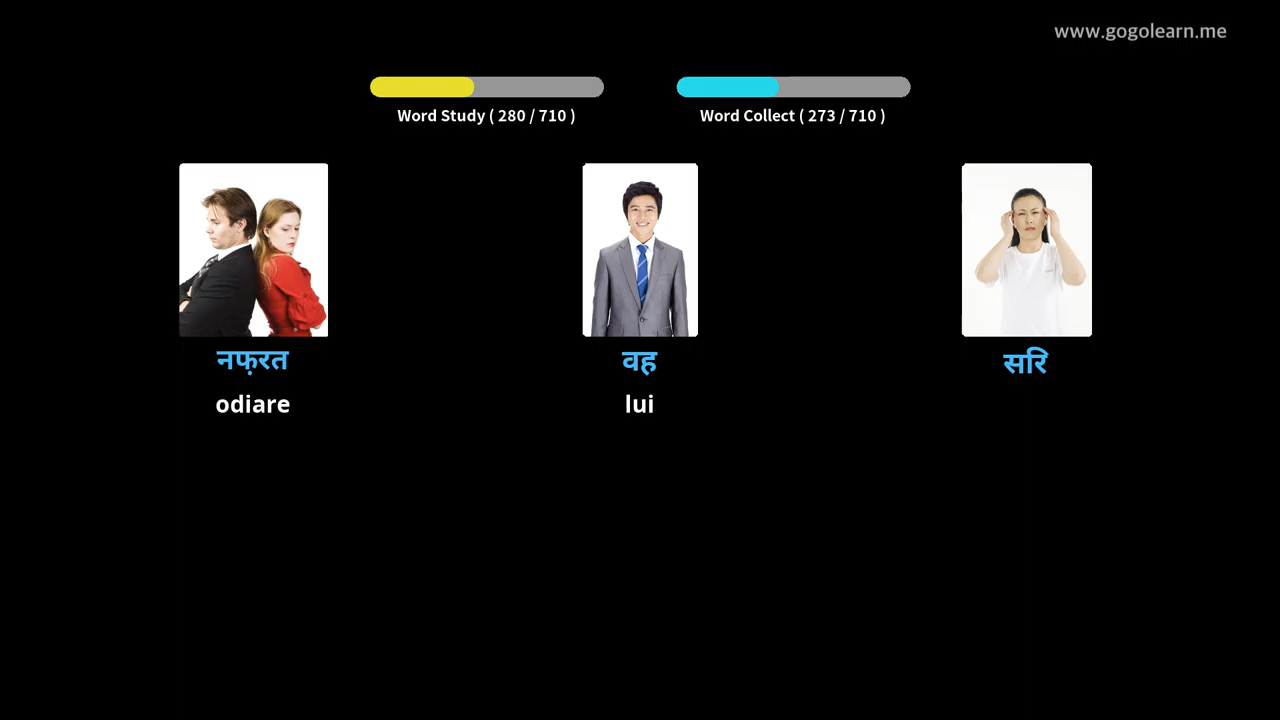 www.gogolearn.me
Word Study ( 280 / 710 )
Word Collect ( 273 / 710 )
नफ़रत
वह
सरि
odiare
lui